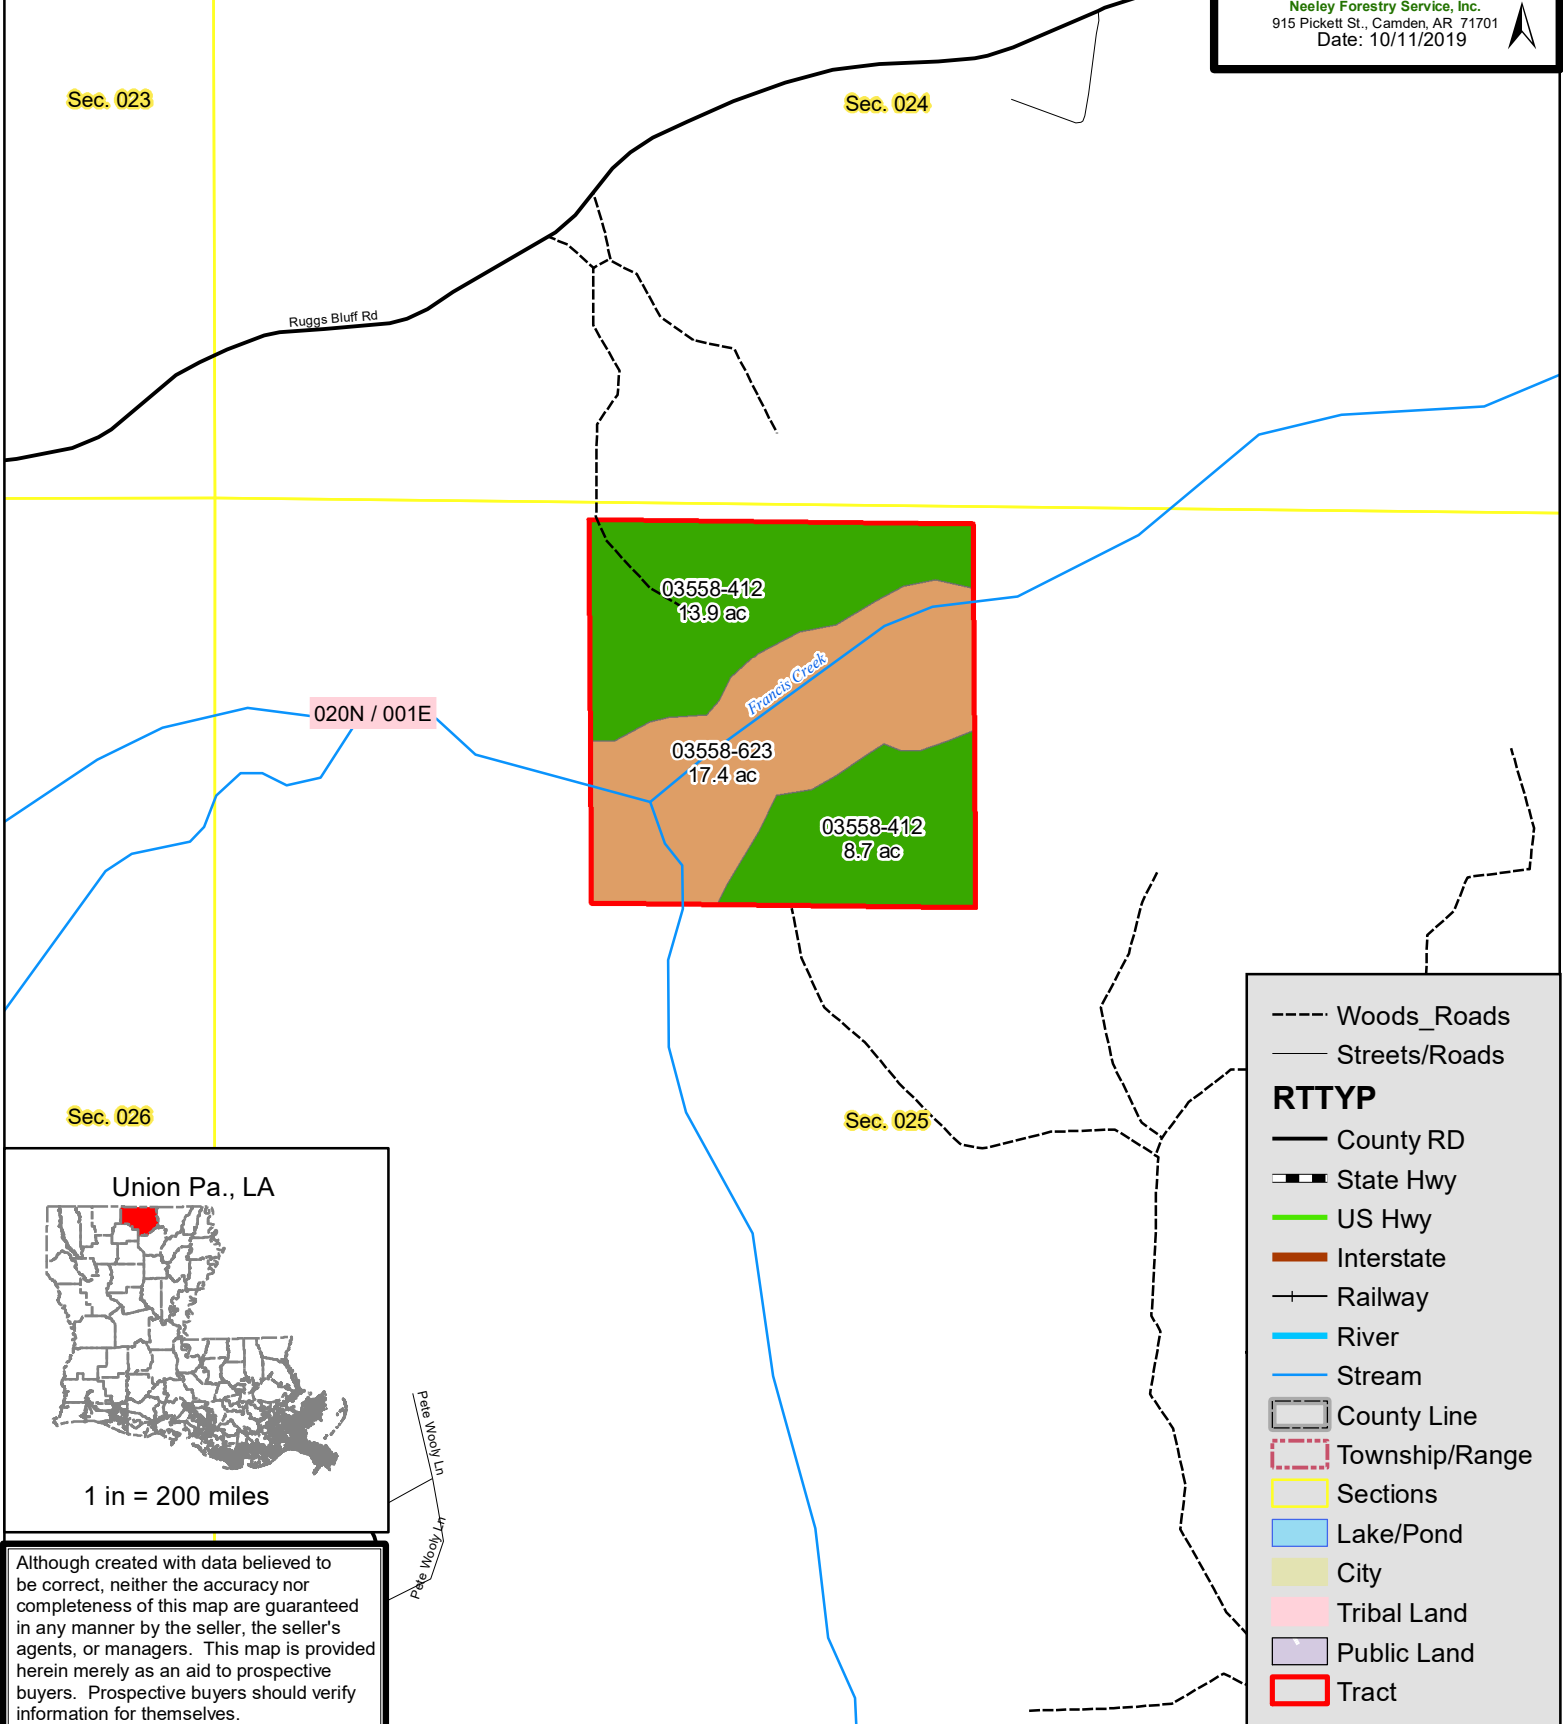 Neeley Forestry Service, Inc.
915 Pickett St., Camden, AR 71701
Date: 10/11/2019
Sec. 023
Sec. 024
Ruggs Bluff Rd
03558-412
13.9 ac
Francis Creek
020N / 001E
03558-623
17.4 ac
03558-412
8.7 ac
Sec. 026
Sec. 025
Union Pa., LA
1 in = 200 miles
Pete Wooly Ln
Pete Wooly Ln
Although created with data believed to
be correct, neither the accuracy nor
completeness of this map are guaranteed
in any manner by the seller, the seller's
agents, or managers. This map is provided
herein merely as an aid to prospective
buyers. Prospective buyers should verify
information for themselves.
Woods_Roads
Streets/Roads
RTTYP
County RD
State Hwy
US Hwy
Interstate
Railway
River
Stream
County Line
Township/Range
Sections
Lake/Pond
City
Tribal Land
Public Land
Tract